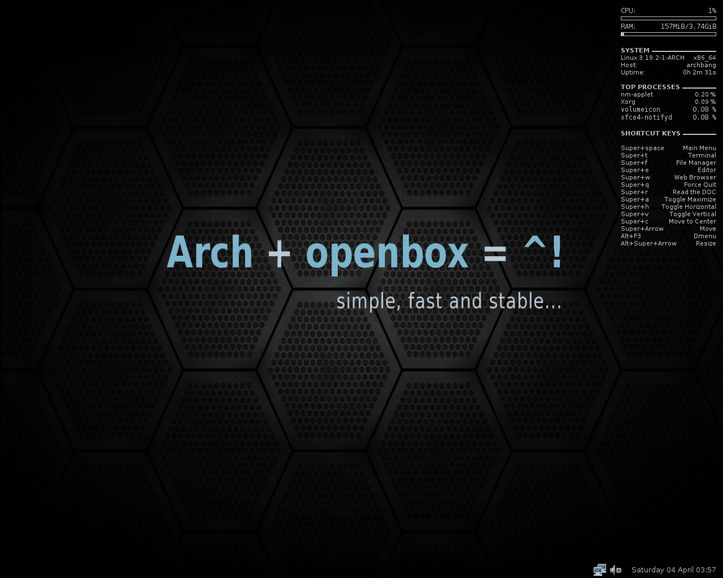 CPU: 1%
RAM: 157MiB/3.74GiB
SYSTEM
Linux 3.19.2-1-ARCH x86_64
Host: archbang
Uptime: 0h 2m 31s
TOP PROCESSES
nm-applet 0.20 %
Xorg 0.09 %
volumeicon 0.08 %
xfce4-notifyd 0.08 %
SHORTCUT KEYS
Super+space Main Menu
Super+t Terminal
Super+f File Manager
Super+e Editor
Super+w Web Browser
Super+q Force Quit
Super+r Read the DOC
Super+a Toggle Maximize
Super+h Toggle Horizontal
Super+v Toggle Vertical
Super+c Move to Center
Super+Arrow Move
Alt+F3 Dmenu
Alt+Super+Arrow Resize
Arch + openbox = ^!
simple, fast and stable...
Saturday 04 April 03:57